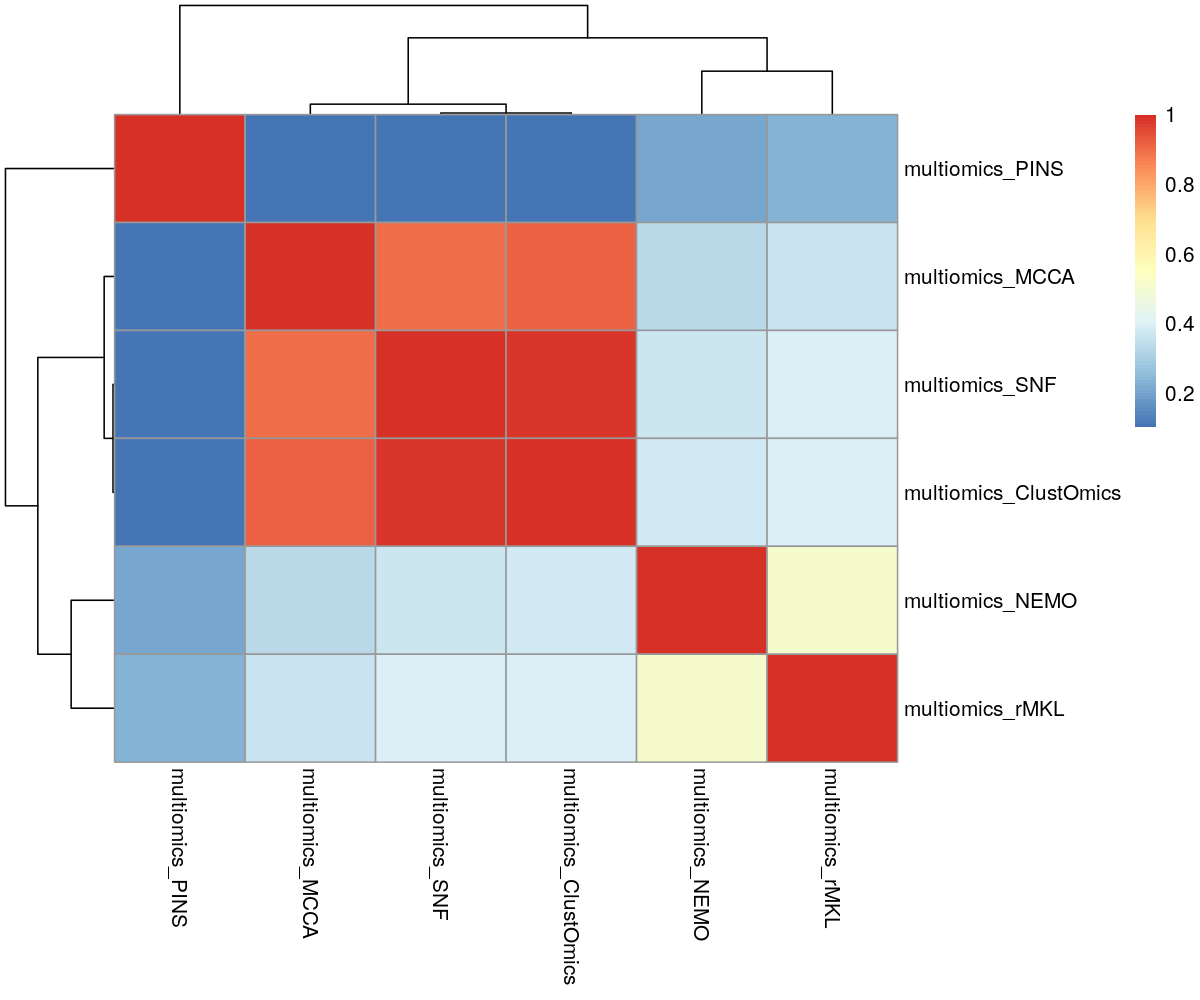 1
0.8
0.6
0.4
0.2
multiomics_PINS
multiomics_MCCA
multiomics_SNF
multiomics_ClustOmics
multiomics_NEMO
multiomics_rMKL
multiomics_PINS
multiomics_MCCA
multiomics_SNF
multiomics_ClustOmics
multiomics_NEMO
multiomics_rMKL